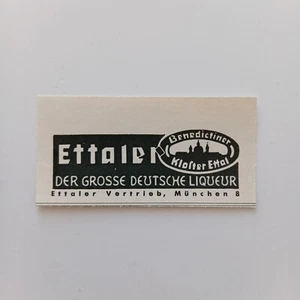 Ettaler
Benedictiner
Kloster Ettal
DER GROSSE DEUTSCHE LIQUEUR
Ettaler Vertrieb, München 8